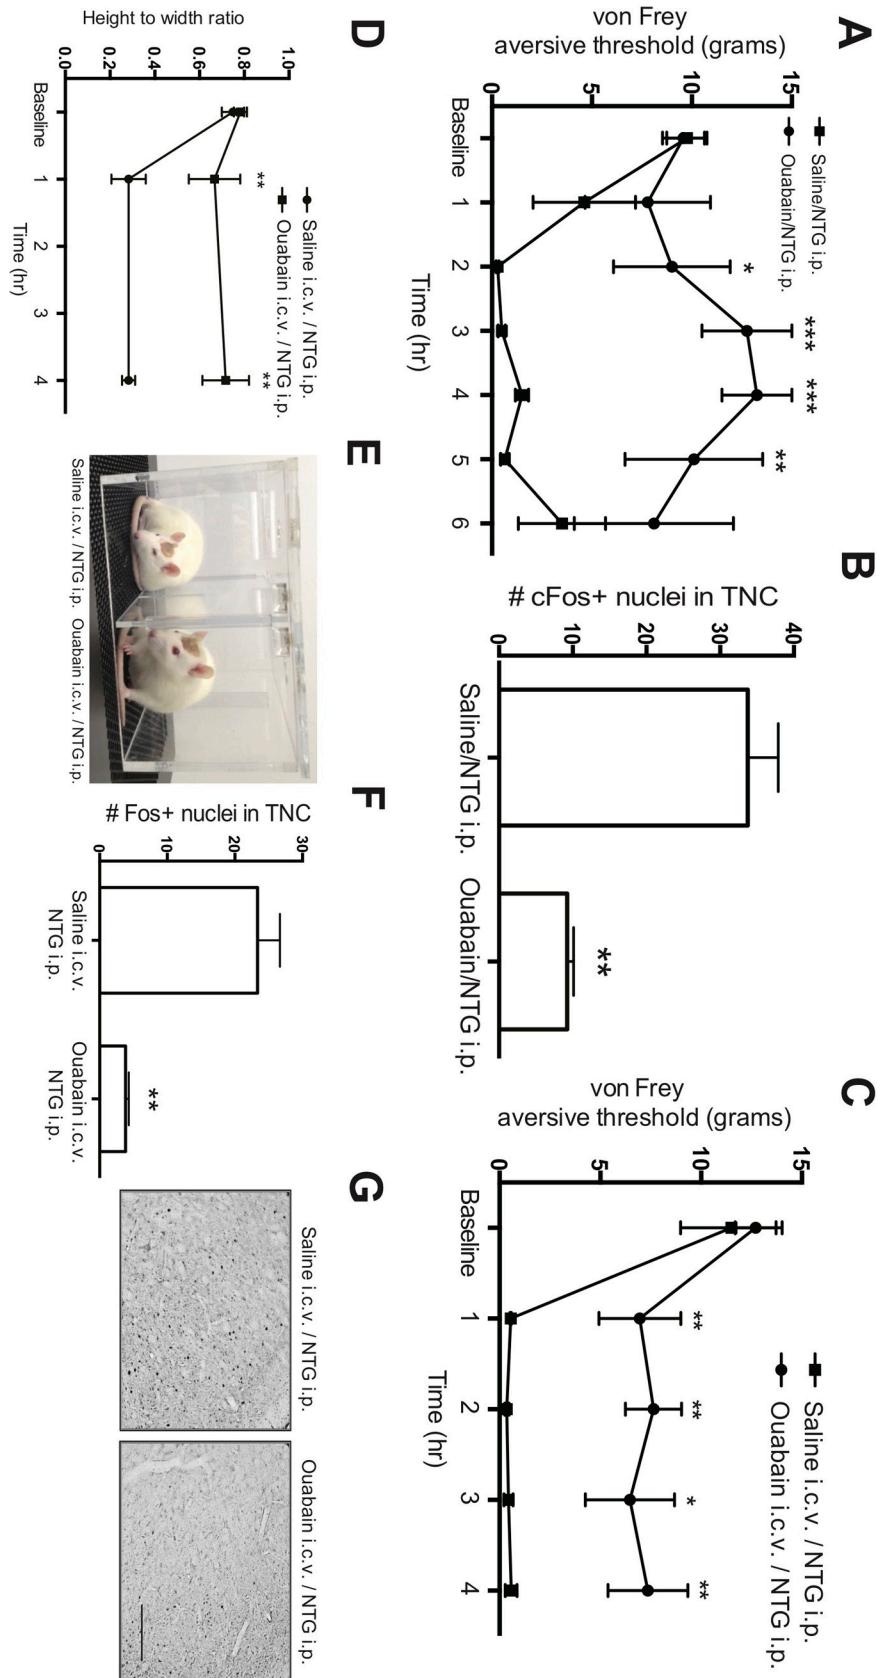 A
von Frey
aversive threshold (grams)
15
10
5
0
Saline/NTG i.p.
Ouabain/NTG i.p.
*
***
***
**
Baseline
1
2
3
4
5
6
Time (hr)
B
# cFos+ nuclei in TNC
40
30
20
10
0
**
Saline/NTG i.p.
Ouabain/NTG i.p.
C
von Frey
aversive threshold (grams)
15
10
5
0
Saline i.c.v. / NTG i.p.
Ouabain i.c.v. / NTG i.p.
**
**
*
**
Baseline
1
2
3
4
Time (hr)
D
Height to width ratio
1.0
0.8
0.6
0.4
0.2
0.0
Saline i.c.v. / NTG i.p.
Ouabain i.c.v. / NTG i.p.
**
**
Baseline
1
2
3
4
Time (hr)
E
Saline i.c.v. / NTG i.p.
Ouabain i.c.v. / NTG i.p.
F
# Fos+ nuclei in TNC
30
20
10
0
**
Saline i.c.v.
NTG i.p.
Ouabain i.c.v.
NTG i.p.
G
Saline i.c.v. / NTG i.p.
Ouabain i.c.v. / NTG i.p.